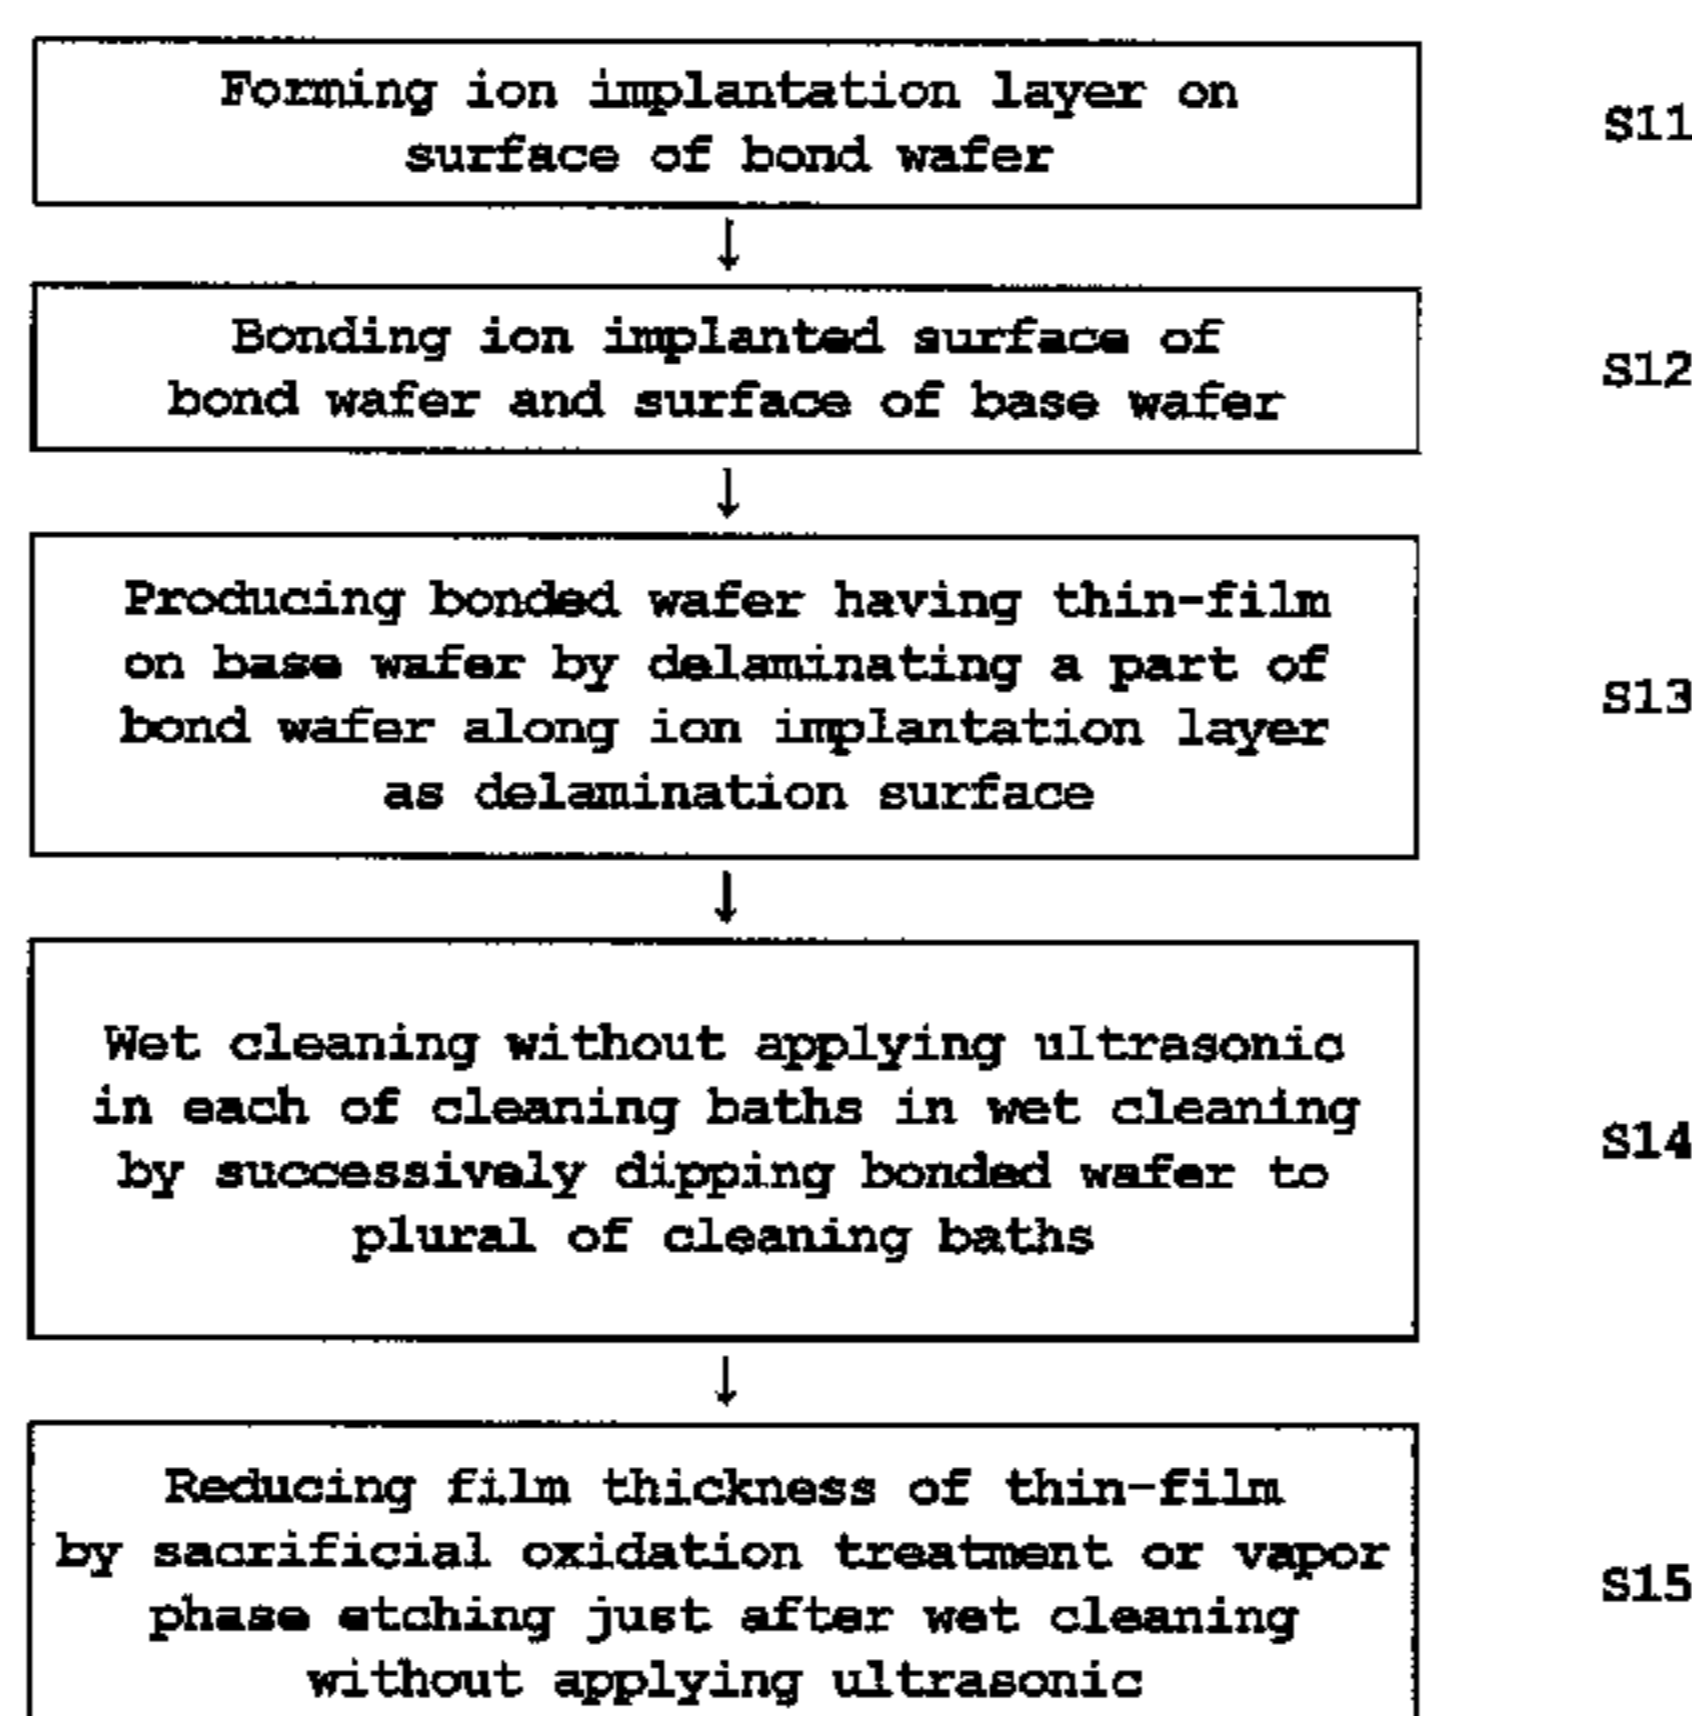 Forming ion implantation layer on
surface of bond wafer
S11
↓
Bonding ion implanted surface of
bond wafer and surface of base wafer
S12
↓
Producing bonded wafer having thin-film
on base wafer by delaminating a part of
bond wafer along ion implantation layer
as delamination surface
S13
↓
Wet cleaning without applying ultrasonic
in each of cleaning baths in wet cleaning
by successively dipping bonded wafer to
plural of cleaning baths
S14
↓
Reducing film thickness of thin-film
by sacrificial oxidation treatment or vapor
phase etching just after wet cleaning
without applying ultrasonic
S15